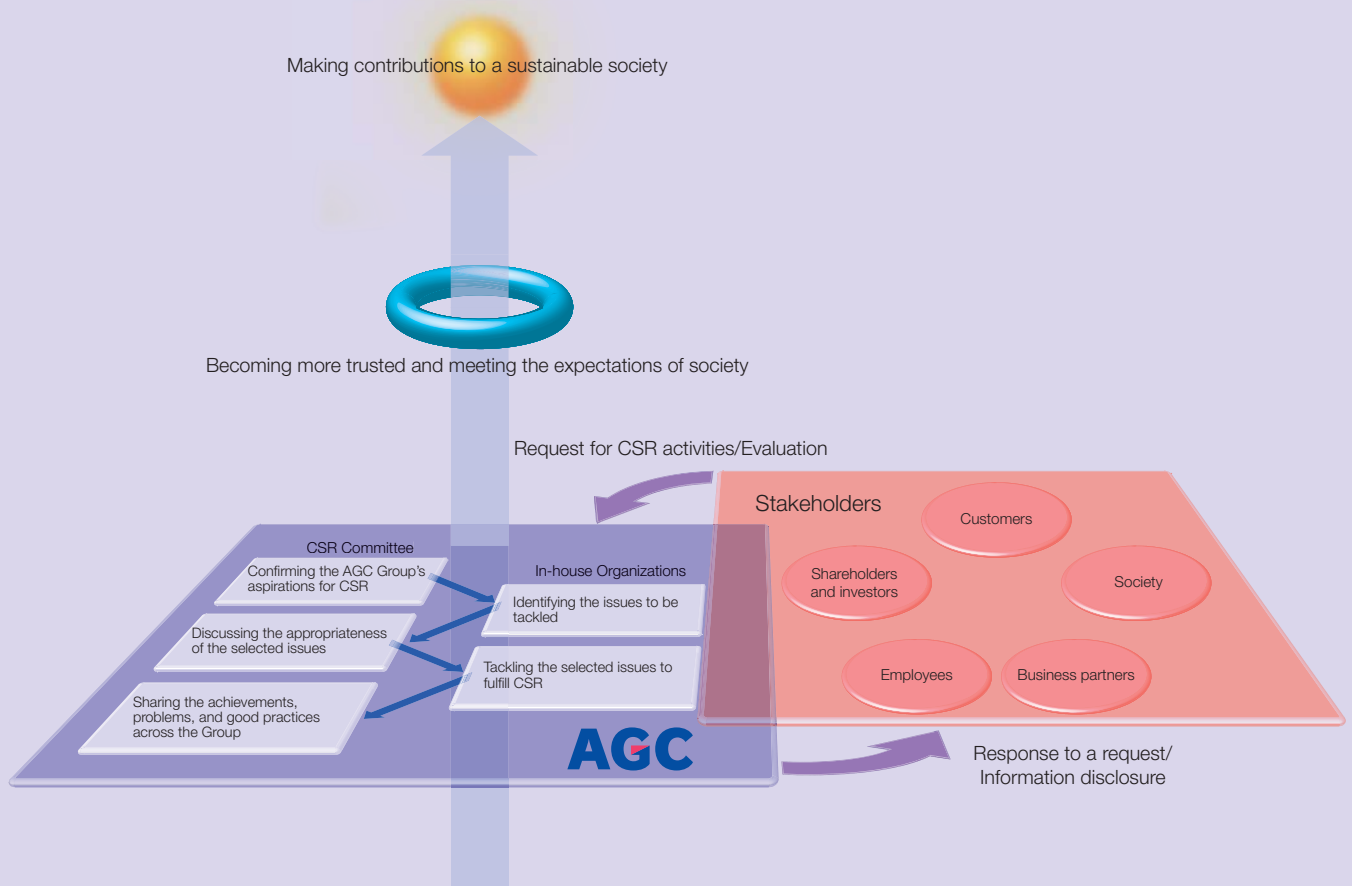 Making contributions to a sustainable society
Becoming more trusted and meeting the expectations of society
Request for CSR activities/Evaluation
Stakeholders
Customers
Shareholders
and investors
Society
Employees
Business partners
CSR Committee
Confirming the AGC Group's
aspirations for CSR
In-house Organizations
Identifying the issues to be
tackled
Discussing the appropriateness
of the selected issues
Tackling the selected issues to
fulfill CSR
Sharing the achievements,
problems, and good practices
across the Group
AGC
Response to a request/
Information disclosure